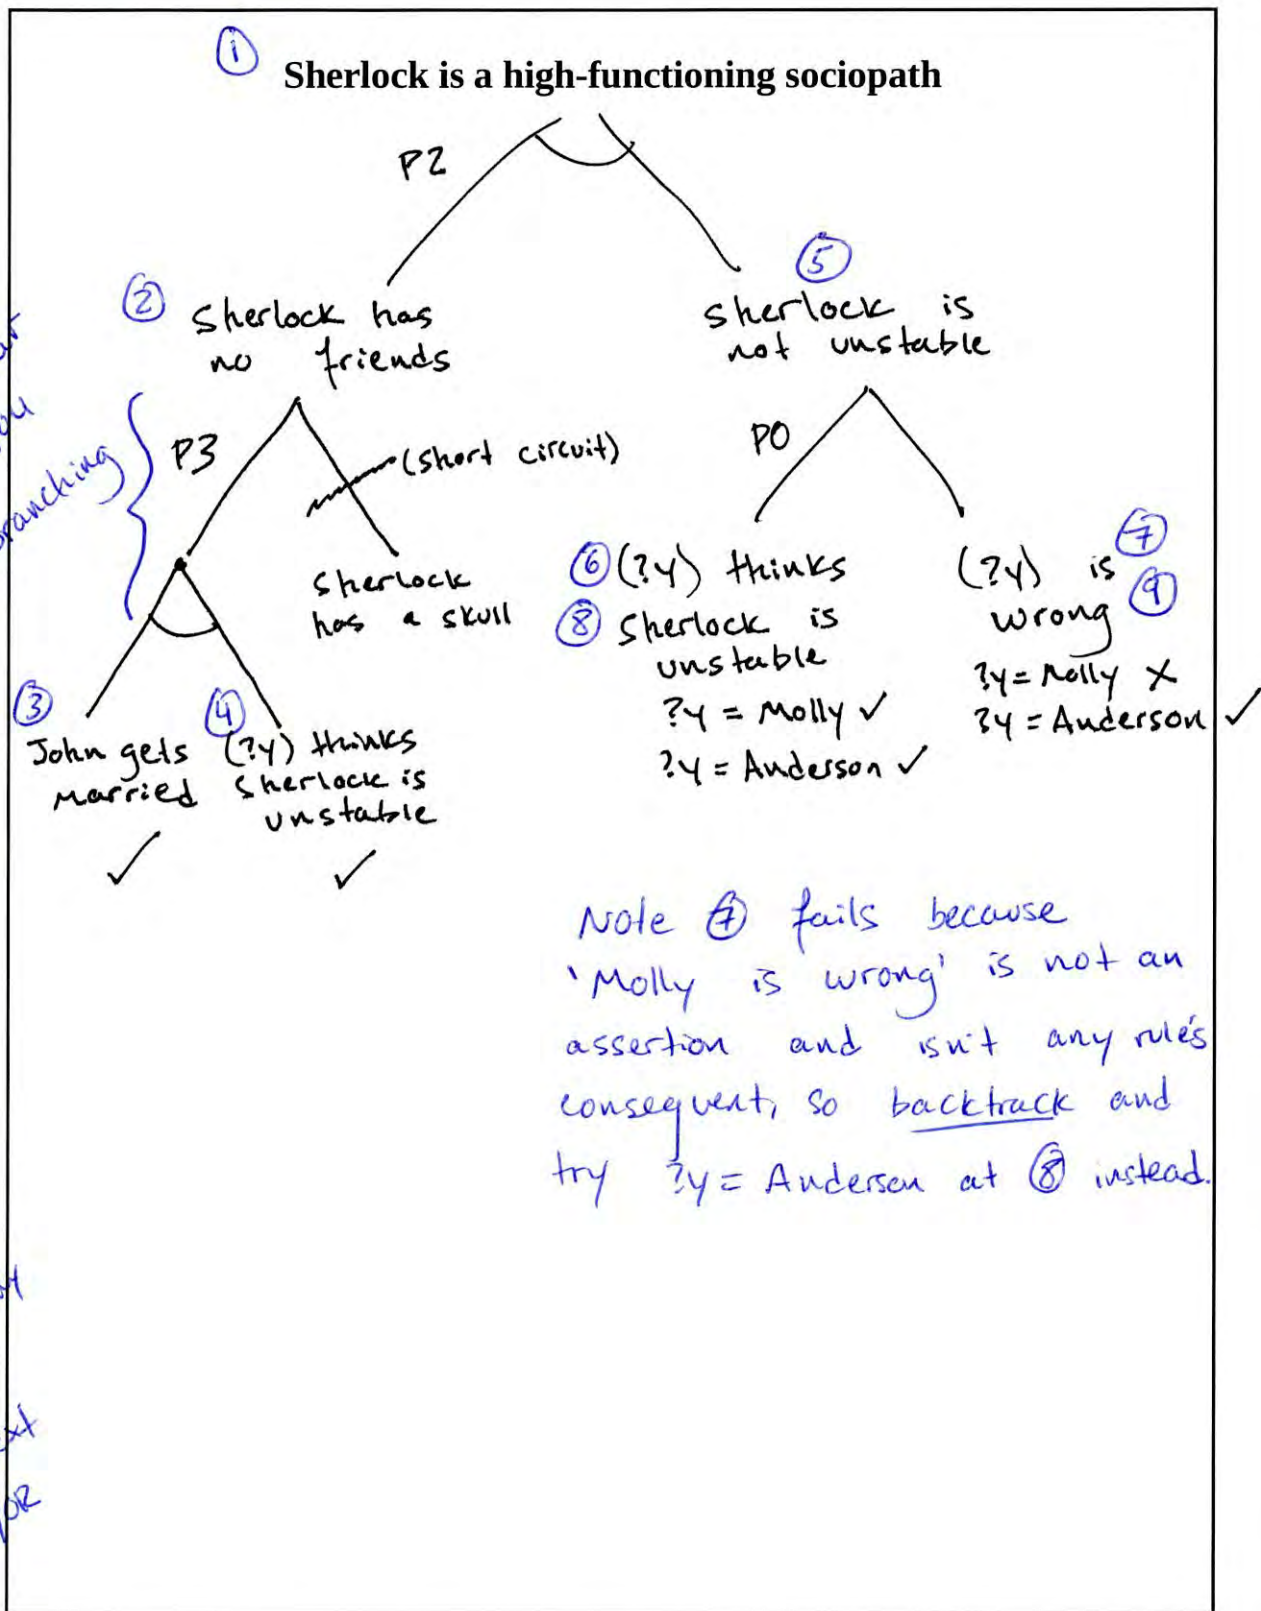 ①
Sherlock is a high-functioning sociopath
P2
②
Sherlock has
no friends
⑤
Sherlock is
not unstable
branching
P3
(short circuit)
Sherlock
has a skull
③
John gets
married
✓
④
(?y) thinks
Sherlock is
unstable
✓
P0
⑥ (?y) thinks
⑧ Sherlock is
unstable
?y = Molly ✓
?y = Anderson ✓
(?y) is ⑦
wrong ⑨
?y = Molly X
?y = Anderson ✓
Note ⑦ fails because
'Molly is wrong' is not an
assertion and isn't any rule's
consequent, so backtrack and
try ?y = Anderson at ⑧ instead.
OR